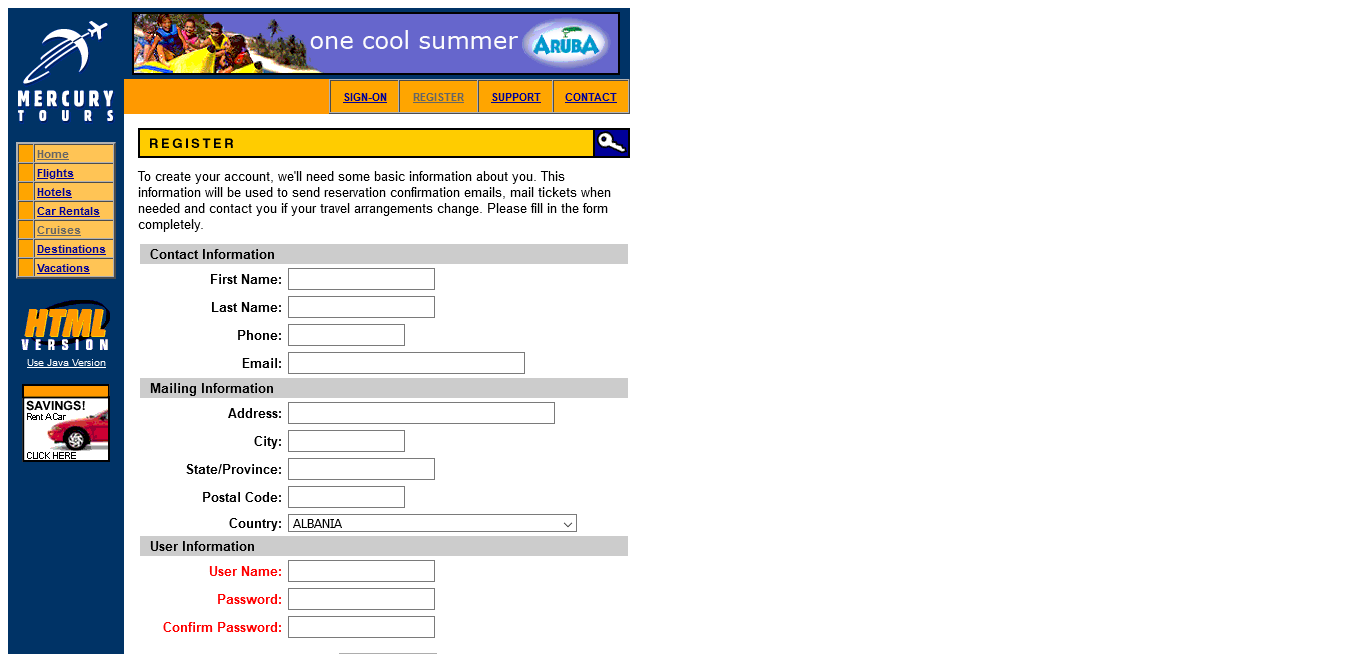 one cool summer ARUBA
MERCURY
TOURS
SIGN-ON REGISTER SUPPORT CONTACT
Home
Flights
Hotels
Car Rentals
Cruises
Destinations
Vacations
HTML
VERSION
Use Java Version
SAVINGS!
Rent A Car
CLICK HERE
REGISTER
To create your account, we'll need some basic information about you. This
information will be used to send reservation confirmation emails, mail tickets when
needed and contact you if your travel arrangements change. Please fill in the form
completely.
Contact Information
First Name:
Last Name:
Phone:
Email:
Mailing Information
Address:
City:
State/Province:
Postal Code:
Country: ALBANIA
User Information
User Name:
Password:
Confirm Password: